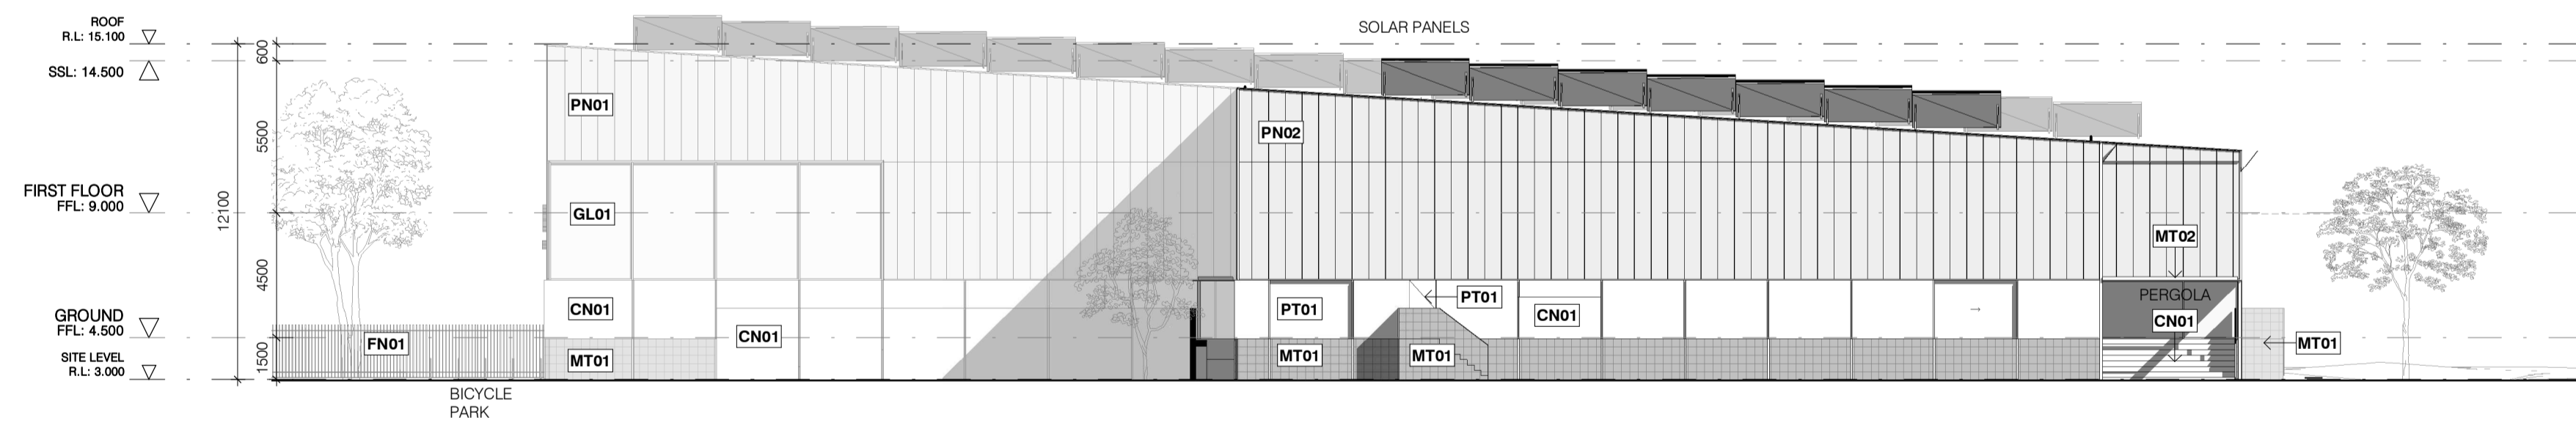 ROOF
R.L: 15.100
SSL: 14.500
FIRST FLOOR
FFL: 9.000
GROUND
FFL: 4.500
SITE LEVEL
R.L: 3.000
12100
600
5500
4500
1500
SOLAR PANELS
PN01
PN02
GL01
MT02
CN01
CN01
PT01
PT01
CN01
PERGOLA
CN01
FN01
MT01
MT01
MT01
MT01
BICYCLE
PARK